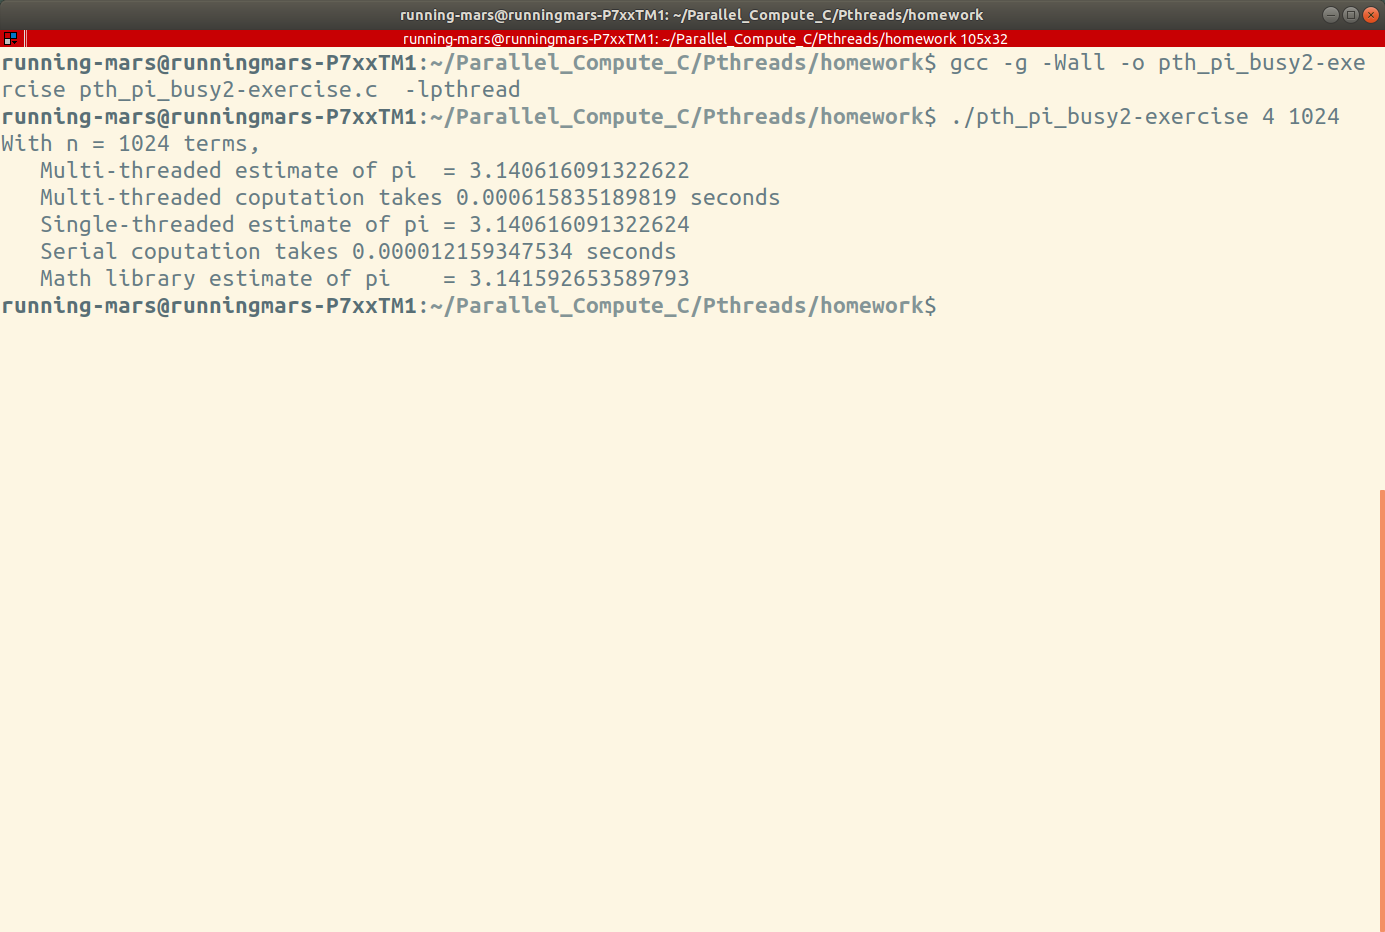 running-mars@runningmars-P7xxTM1: ~/Parallel_Compute_C/Pthreads/homework
running-mars@runningmars-P7xxTM1: ~/Parallel_Compute_C/Pthreads/homework 105x32
running-mars@runningmars-P7xxTM1:~/Parallel_Compute_C/Pthreads/homework$ gcc -g -Wall -o pth_pi_busy2-exe
rcise pth_pi_busy2-exercise.c  -lpthread
running-mars@runningmars-P7xxTM1:~/Parallel_Compute_C/Pthreads/homework$ ./pth_pi_busy2-exercise 4 1024
With n = 1024 terms,
   Multi-threaded estimate of pi  = 3.140616091322622
   Multi-threaded coputation takes 0.000615835189819 seconds
   Single-threaded estimate of pi = 3.140616091322624
   Serial coputation takes 0.000012159347534 seconds
   Math library estimate of pi    = 3.141592653589793
running-mars@runningmars-P7xxTM1:~/Parallel_Compute_C/Pthreads/homework$